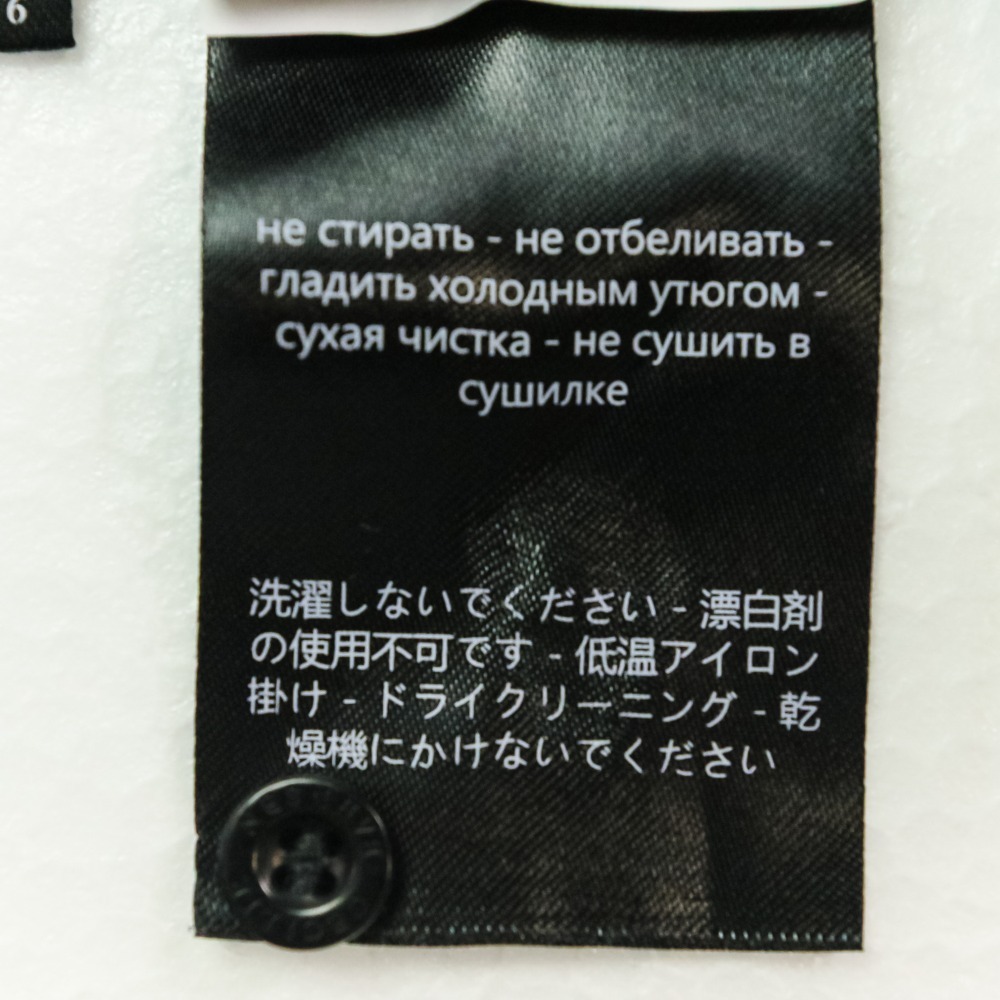 6
не стирать - не отбеливать -
гладить холодным утюгом -
сухая чистка - не сушить в
сушилке
洗濯しないでください - 漂白剤
の使用不可です - 低温アイロン
掛け - ドライクリーニング - 乾
燥機にかけないでください